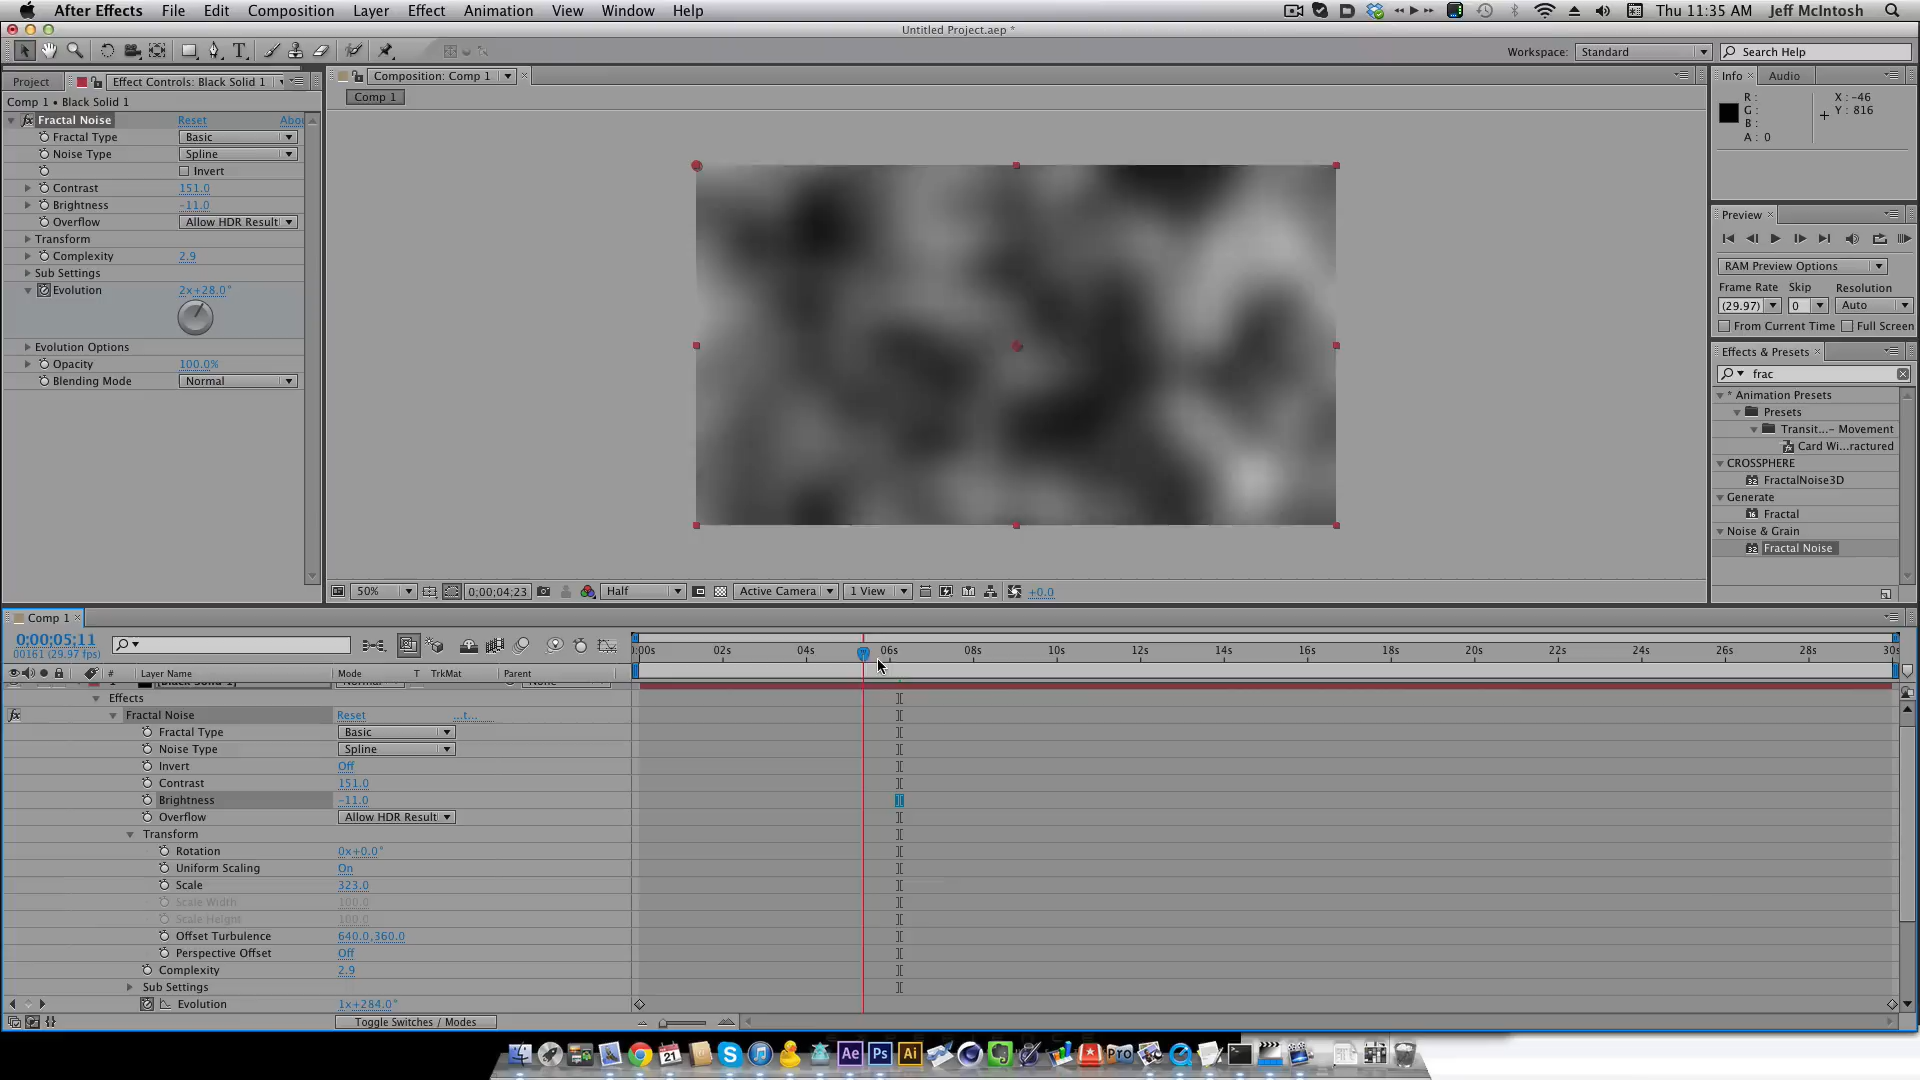 After Effects File Edit Composition Layer Effect Animation View Window Help Thu 11:35 AM Jeff McIntosh
Untitled Project.aep *
Workspace: Standard Search Help
Project Effect Controls: Black Solid 1 Composition: Comp 1 Info Audio
Comp 1 • Black Solid 1
Comp 1
Fractal Noise Reset Abou
Fractal Type Basic
Noise Type Spline
Invert
Contrast 151.0
Brightness -11.0
Overflow Allow HDR Result
Transform
Complexity 2.9
Sub Settings
Evolution 2x+28.0°
Evolution Options
Opacity 100.0%
Blending Mode Normal
50% 0;00;04;23 Half Active Camera 1 View +0.0
R :
G :
B :
A : 0
X : -46
Y : 816
Preview
RAM Preview Options
Frame Rate Skip Resolution
(29.97) 0 Auto
From Current Time Full Screen
Effects & Presets
frac
* Animation Presets
Presets
Transit...- Movement
Card Wi...ractured
CROSSPHERE
FractalNoise3D
Generate
Fractal
Noise & Grain
Fractal Noise
Comp 1
0;00;05;11
00161 (29.97 fps)
0:00s 02s 04s 06s 08s 10s 12s 14s 16s 18s 20s 22s 24s 26s 28s 30s
# Layer Name Mode T TrkMat Parent
Effects
Fractal Noise Reset ...t...
Fractal Type Basic
Noise Type Spline
Invert Off
Contrast 151.0
Brightness -11.0
Overflow Allow HDR Result
Transform
Rotation 0x+0.0°
Uniform Scaling On
Scale 323.0
Scale Width 100.0
Scale Height 100.0
Offset Turbulence 640.0,360.0
Perspective Offset Off
Complexity 2.9
Sub Settings
Evolution 1x+284.0°
Toggle Switches / Modes
21 Ae Ps Ai Pro